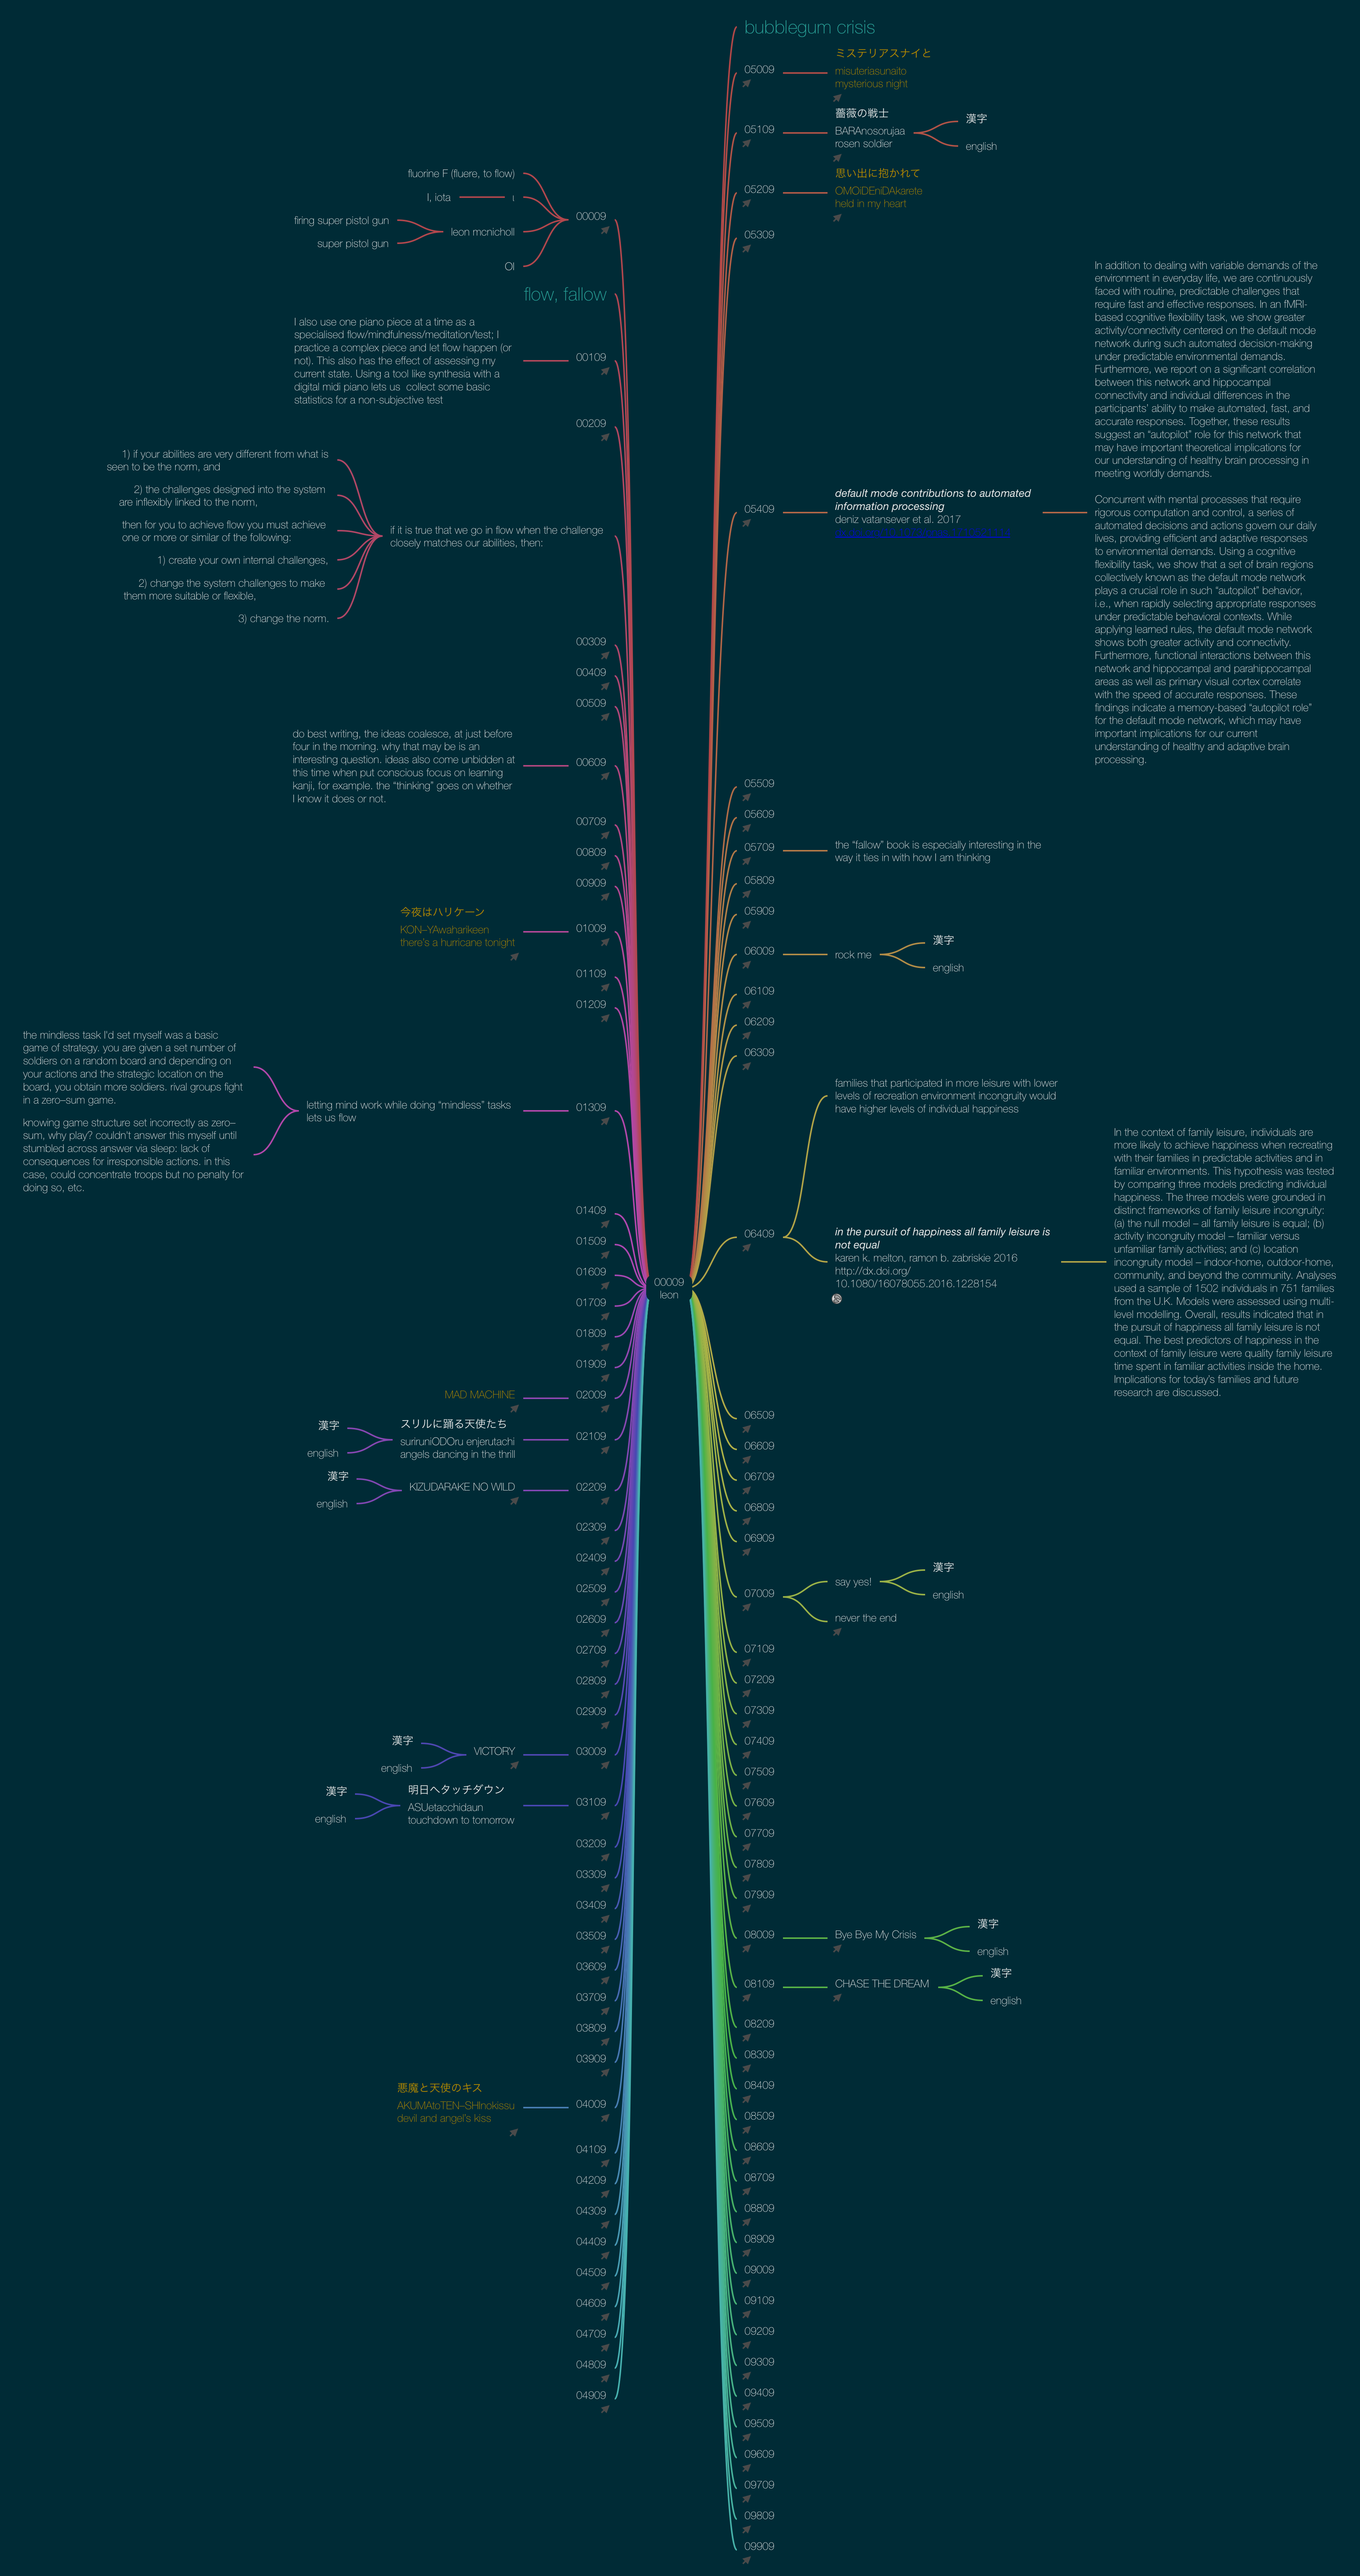 fluorine F (fluere, to flow)
I, iota
ι
firing super pistol gun
super pistol gun
leon mcnicholl
OI
00009
flow, fallow
I also use one piano piece at a time as a
specialised flow/mindfulness/meditation/test; I
practice a complex piece and let flow happen (or
not). This also has the effect of assessing my
current state. Using a tool like synthesia with a
digital midi piano lets us  collect some basic
statistics for a non-subjective test
00109
00209
1) if your abilities are very different from what is
seen to be the norm, and
2) the challenges designed into the system
are inflexibly linked to the norm,
then for you to achieve flow you must achieve
one or more or similar of the following:
1) create your own internal challenges,
2) change the system challenges to make
them more suitable or flexible,
3) change the norm.
if it is true that we go in flow when the challenge
closely matches our abilities, then:
00309
00409
00509
do best writing, the ideas coalesce, at just before
four in the morning. why that may be is an
interesting question. ideas also come unbidden at
this time when put conscious focus on learning
kanji, for example. the “thinking” goes on whether
I know it does or not.
00609
00709
00809
00909
今夜はハリケーン
KON–YAwaharikeen
there's a hurricane tonight
01009
01109
01209
the mindless task I'd set myself was a basic
game of strategy. you are given a set number of
soldiers on a random board and depending on
your actions and the strategic location on the
board, you obtain more soldiers. rival groups fight
in a zero–sum game.
knowing game structure set incorrectly as zero–
sum, why play? couldn't answer this myself until
stumbled across answer via sleep: lack of
consequences for irresponsible actions. in this
case, could concentrate troops but no penalty for
doing so, etc.
letting mind work while doing “mindless” tasks
lets us flow
01309
01409
01509
01609
01709
01809
01909
MAD MACHINE
02009
漢字
english
スリルに踊る天使たち
suriruniODOru enjerutachi
angels dancing in the thrill
02109
漢字
english
KIZUDARAKE NO WILD
02209
02309
02409
02509
02609
02709
02809
02909
漢字
english
VICTORY
03009
漢字
english
明日へタッチダウン
ASUetacchidaun
touchdown to tomorrow
03109
03209
03309
03409
03509
03609
03709
03809
03909
悪魔と天使のキス
AKUMAtoTEN–SHInokissu
devil and angel's kiss
04009
04109
04209
04309
04409
04509
04609
04709
04809
04909
00009
leon
bubblegum crisis
05009
ミステリアスナイと
misuteriasunaito
mysterious night
05109
薔薇の戦士
BARAnosorujaa
rosen soldier
漢字
english
05209
思い出に抱かれて
OMOiDEniDAkarete
held in my heart
05309
05409
default mode contributions to automated
information processing
deniz vatansever et al. 2017
In addition to dealing with variable demands of the
environment in everyday life, we are continuously
faced with routine, predictable challenges that
require fast and effective responses. In an fMRI-
based cognitive flexibility task, we show greater
activity/connectivity centered on the default mode
network during such automated decision-making
under predictable environmental demands.
Furthermore, we report on a significant correlation
between this network and hippocampal
connectivity and individual differences in the
participants' ability to make automated, fast, and
accurate responses. Together, these results
suggest an “autopilot” role for this network that
may have important theoretical implications for
our understanding of healthy brain processing in
meeting worldly demands.
Concurrent with mental processes that require
rigorous computation and control, a series of
automated decisions and actions govern our daily
lives, providing efficient and adaptive responses
to environmental demands. Using a cognitive
flexibility task, we show that a set of brain regions
collectively known as the default mode network
plays a crucial role in such “autopilot” behavior,
i.e., when rapidly selecting appropriate responses
under predictable behavioral contexts. While
applying learned rules, the default mode network
shows both greater activity and connectivity.
Furthermore, functional interactions between this
network and hippocampal and parahippocampal
areas as well as primary visual cortex correlate
with the speed of accurate responses. These
findings indicate a memory-based “autopilot role”
for the default mode network, which may have
important implications for our current
understanding of healthy and adaptive brain
processing.
05509
05609
05709
the “fallow” book is especially interesting in the
way it ties in with how I am thinking
05809
05909
06009
rock me
漢字
english
06109
06209
06309
families that participated in more leisure with lower
levels of recreation environment incongruity would
have higher levels of individual happiness
06409
in the pursuit of happiness all family leisure is
not equal
karen k. melton, ramon b. zabriskie 2016
http://dx.doi.org/
10.1080/16078055.2016.1228154
In the context of family leisure, individuals are
more likely to achieve happiness when recreating
with their families in predictable activities and in
familiar environments. This hypothesis was tested
by comparing three models predicting individual
happiness. The three models were grounded in
distinct frameworks of family leisure incongruity:
(a) the null model – all family leisure is equal; (b)
activity incongruity model – familiar versus
unfamiliar family activities; and (c) location
incongruity model – indoor-home, outdoor-home,
community, and beyond the community. Analyses
used a sample of 1502 individuals in 751 families
from the U.K. Models were assessed using multi-
level modelling. Overall, results indicated that in
the pursuit of happiness all family leisure is not
equal. The best predictors of happiness in the
context of family leisure were quality family leisure
time spent in familiar activities inside the home.
Implications for today's families and future
research are discussed.
06509
06609
06709
06809
06909
07009
say yes!
漢字
english
never the end
07109
07209
07309
07409
07509
07609
07709
07809
07909
08009
Bye Bye My Crisis
漢字
english
08109
CHASE THE DREAM
漢字
english
08209
08309
08409
08509
08609
08709
08809
08909
09009
09109
09209
09309
09409
09509
09609
09709
09809
09909